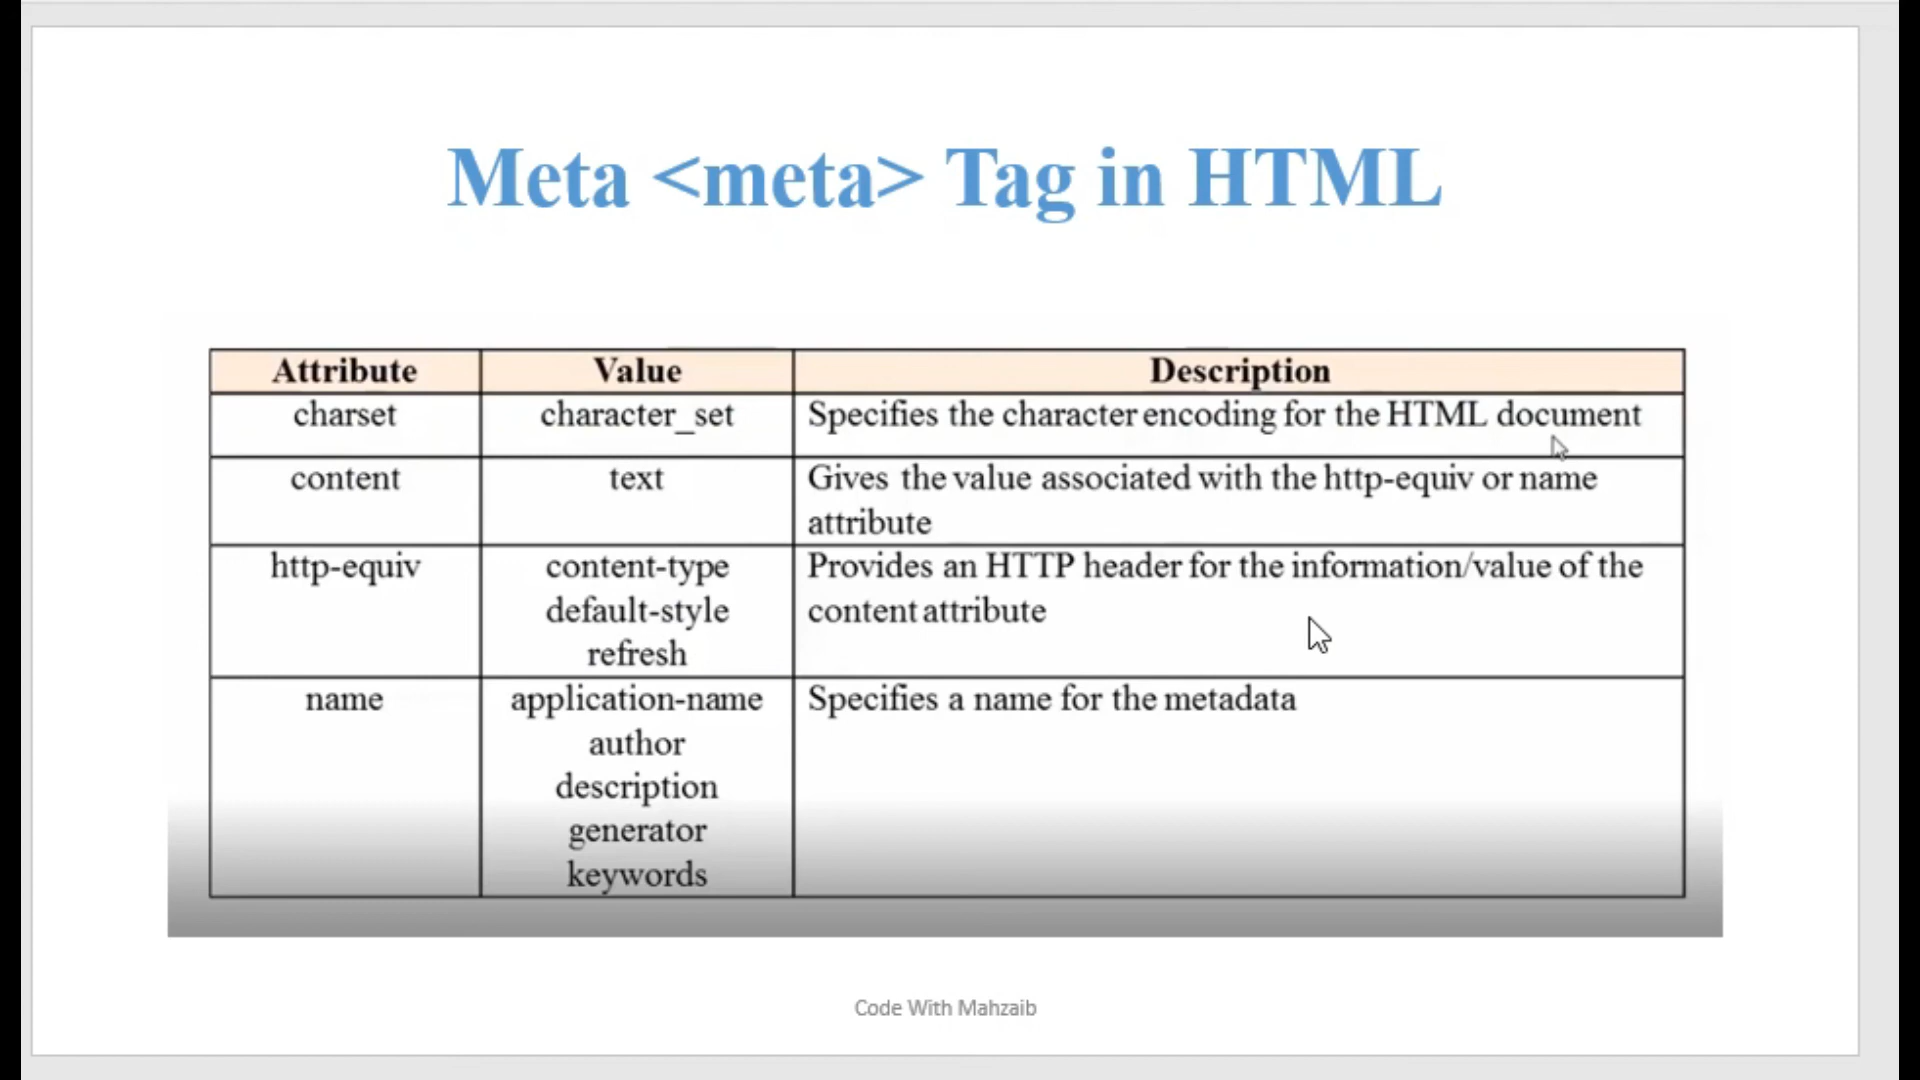 Meta <meta> Tag in HTML
Attribute Value Description
charset character_set Specifies the character encoding for the HTML document
content text Gives the value associated with the http-equiv or name
attribute
http-equiv content-type Provides an HTTP header for the information/value of the
default-style content attribute
refresh
name application-name Specifies a name for the metadata
author
description
generator
keywords
Code With Mahzaib